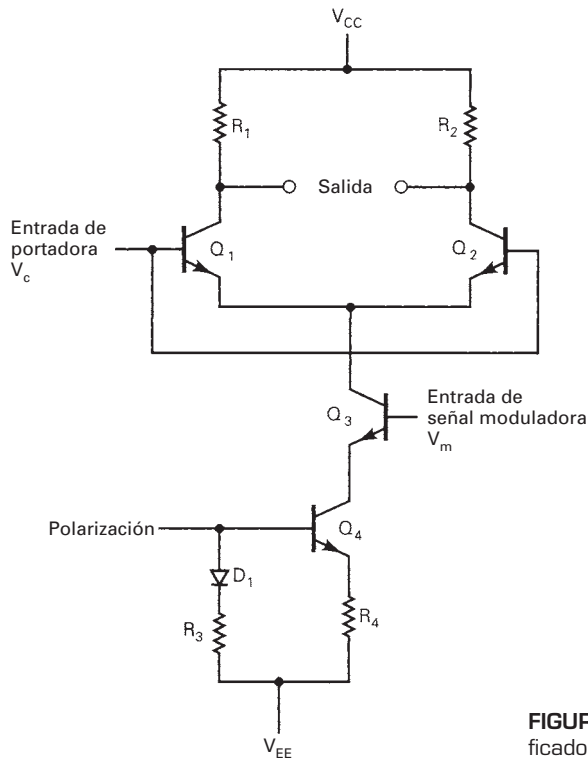 V_CC
R_1
R_2
Salida
Entrada de
portadora
V_c
Q_1
Q_2
Entrada de
señal moduladora
V_m
Q_3
Polarización
Q_4
D_1
R_3
R_4
V_EE
ficado